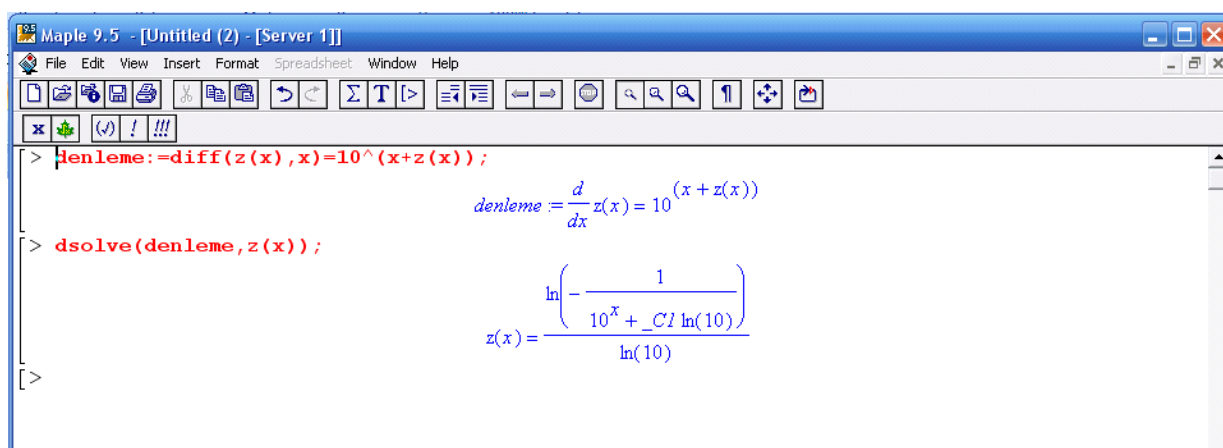 Maple 9.5 - [Untitled (2) - [Server 1]]
File Edit View Insert Format Spreadsheet Window Help
> denleme:=diff(z(x),x)=10^(x+z(x));
denleme := d/dx z(x) = 10^(x + z(x))
> dsolve(denleme,z(x));
z(x) = ln(-1/(10^x + _C1 ln(10)))/ln(10)
>